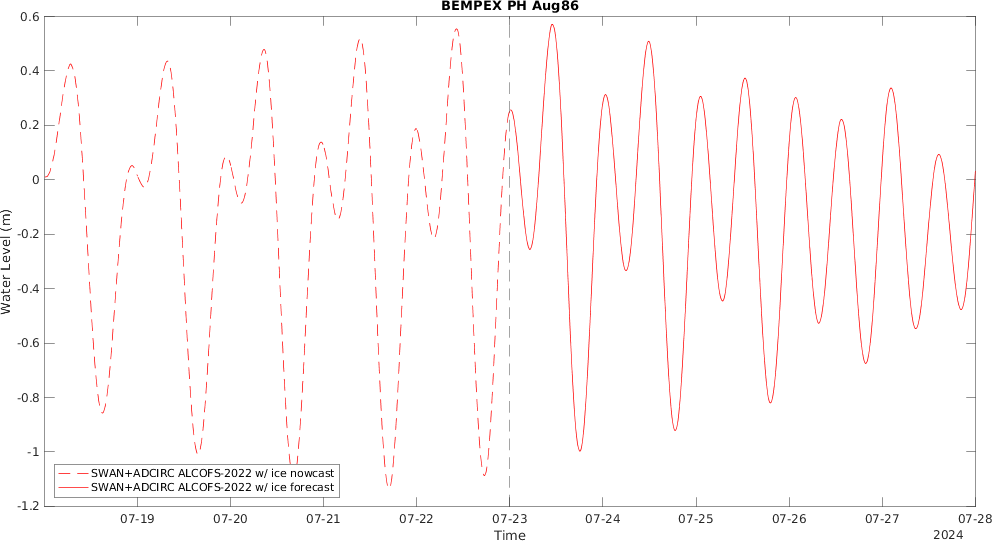 BEMPEX PH Aug86
0.6
0.4
0.2
0
-0.2
-0.4
-0.6
-0.8
-1
-1.2
Water Level (m)
SWAN+ADCIRC ALCOFS-2022 w/ ice nowcast
SWAN+ADCIRC ALCOFS-2022 w/ ice forecast
07-19 07-20 07-21 07-22 07-23 07-24 07-25 07-26 07-27 07-28
Time
2024